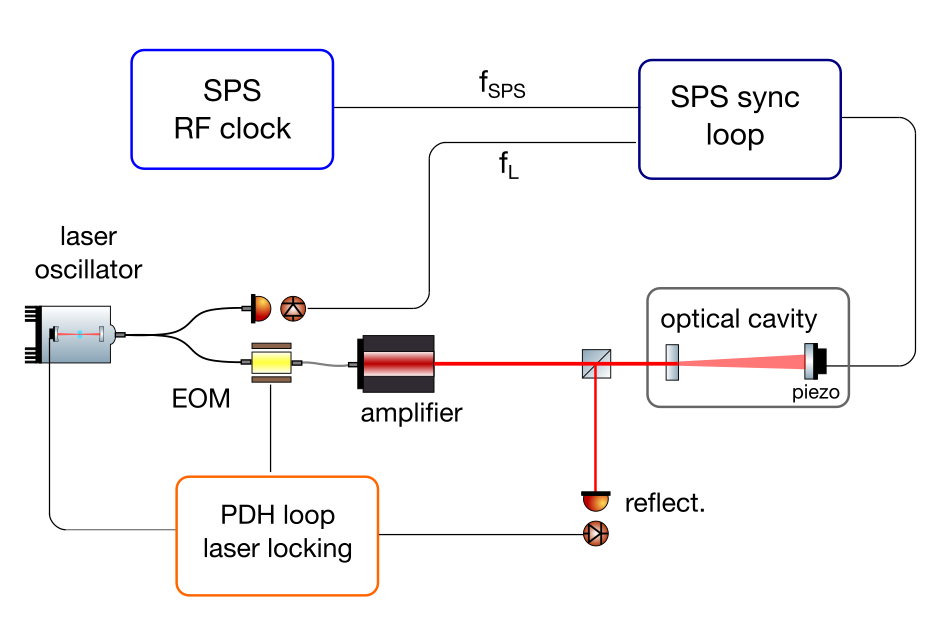 SPS
RF clock
f_SPS
SPS sync
loop
f_L
laser
oscillator
optical cavity
piezo
EOM
amplifier
reflect.
PDH loop
laser locking